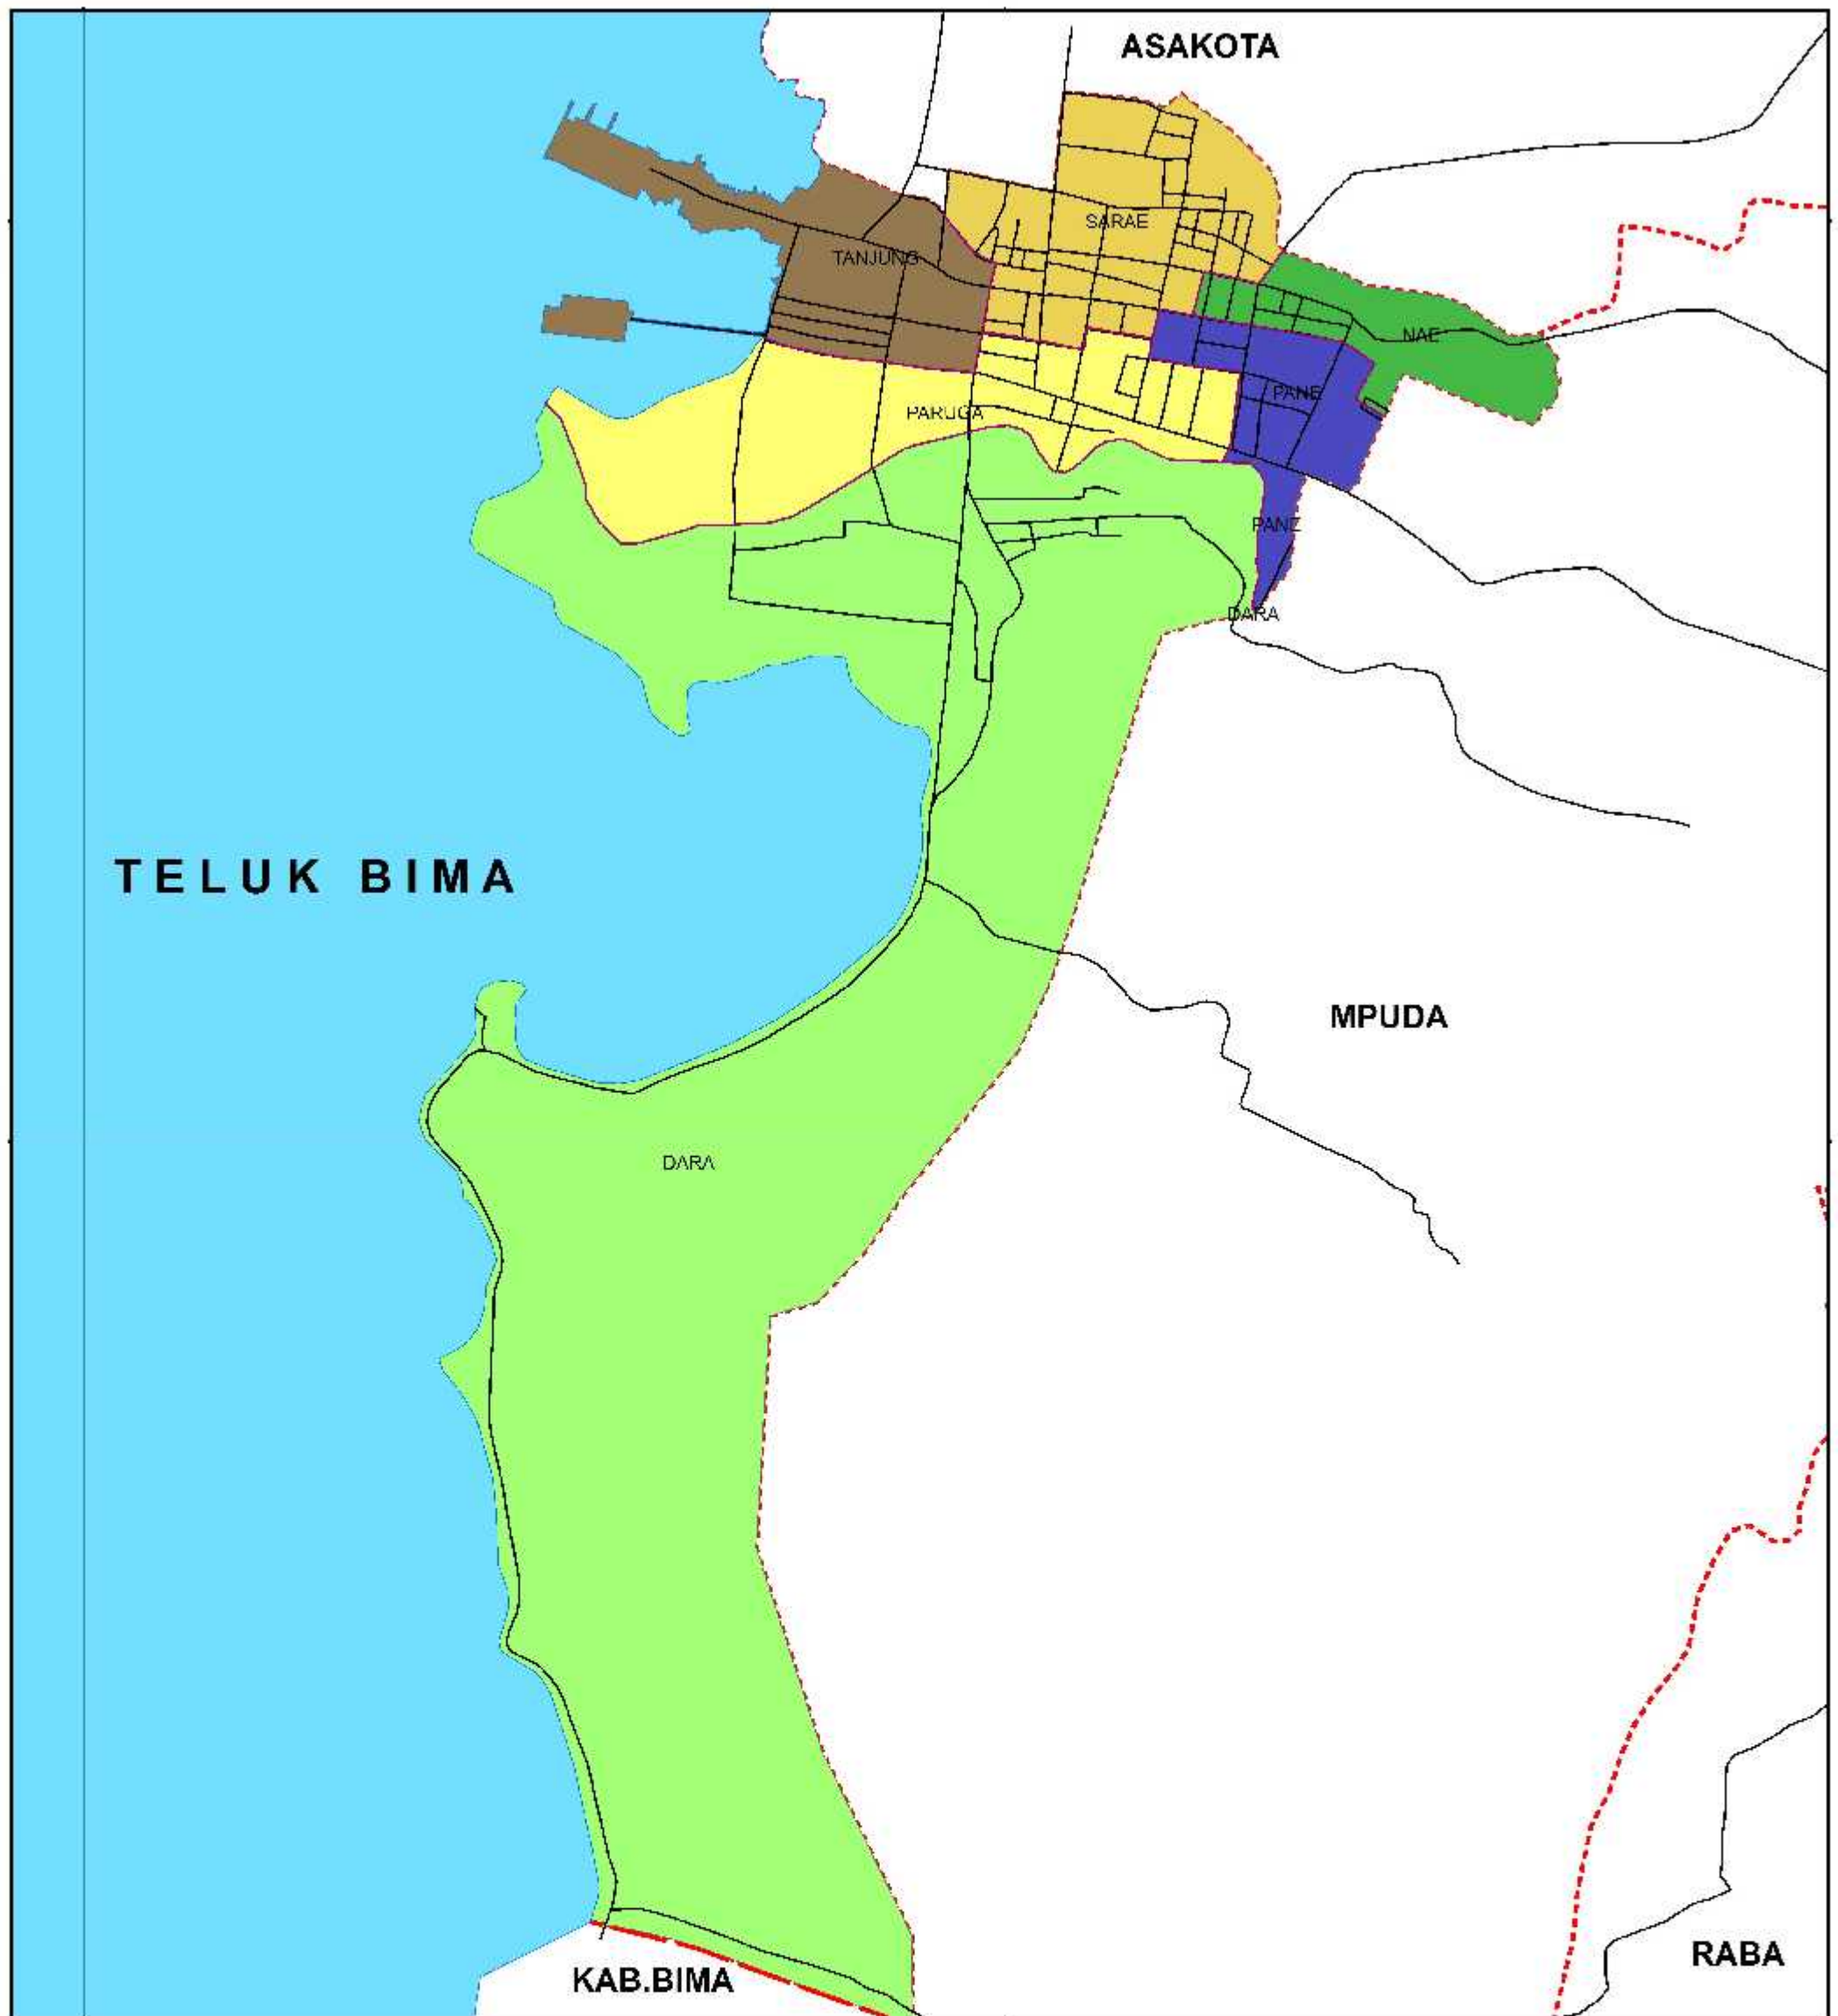 ASAKOTA
SARAE
TANJUNG
NAE
PANE
PARUGA
PANE
DARA
TELUK BIMA
MPUDA
DARA
RABA
KAB.BIMA